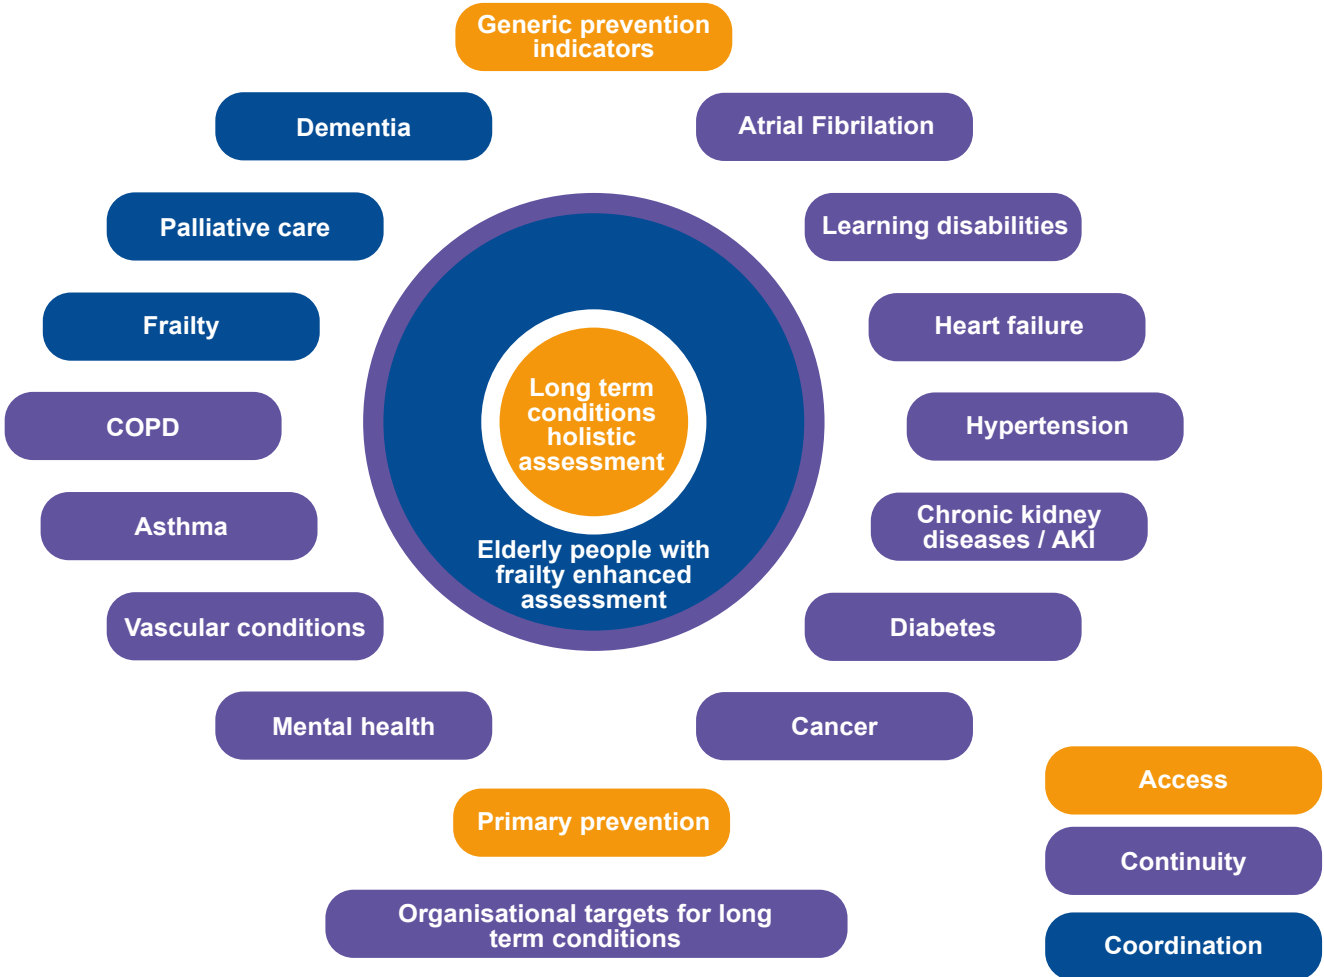 Generic prevention
indicators
Dementia
Atrial Fibrilation
Palliative care
Learning disabilities
Frailty
Heart failure
COPD
Long term
conditions
holistic
assessment
Hypertension
Asthma
Chronic kidney
diseases / AKI
Elderly people with
frailty enhanced
assessment
Vascular conditions
Diabetes
Mental health
Cancer
Primary prevention
Organisational targets for long
term conditions
Access
Continuity
Coordination